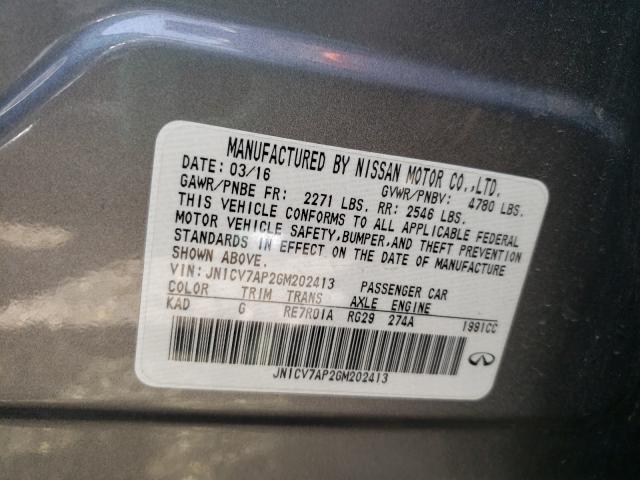 MANUFACTURED BY NISSAN MOTOR CO.,LTD.
DATE: 03/16 GVWR/PNBV: 4780 LBS.
GAWR/PNBE FR: 2271 LBS. RR: 2546 LBS.
THIS VEHICLE CONFORMS TO ALL APPLICABLE FEDERAL
MOTOR VEHICLE SAFETY,BUMPER,AND THEFT PREVENTION
STANDARDS IN EFFECT ON THE DATE OF MANUFACTURE
SHOWN ABOVE.
VIN: JN1CV7AP2GM202413 PASSENGER CAR
COLOR TRIM TRANS AXLE ENGINE
KAD G RE7R01A RG29 274A 1991CC
JN1CV7AP2GM202413